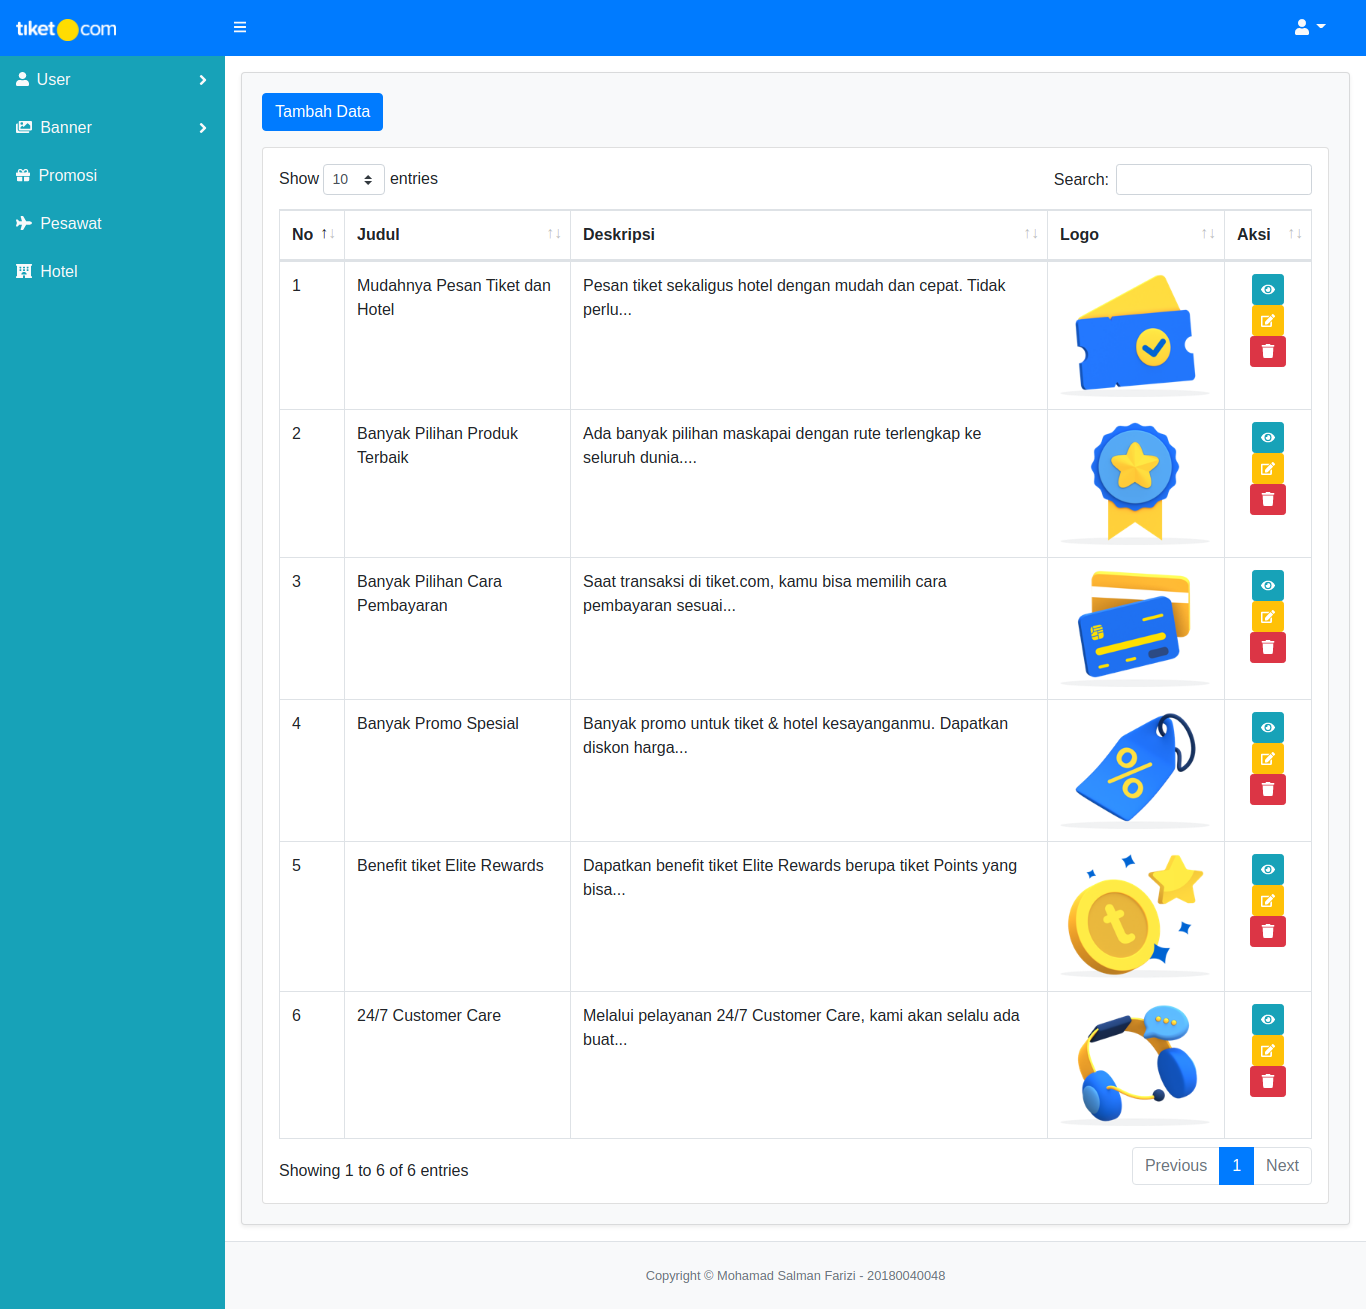 tiket.com
User
Banner
Promosi
Pesawat
Hotel
Tambah Data
Show 10 entries
Search:
No Judul Deskripsi Logo Aksi
1 Mudahnya Pesan Tiket dan Hotel Pesan tiket sekaligus hotel dengan mudah dan cepat. Tidak perlu...
2 Banyak Pilihan Produk Terbaik Ada banyak pilihan maskapai dengan rute terlengkap ke seluruh dunia....
3 Banyak Pilihan Cara Pembayaran Saat transaksi di tiket.com, kamu bisa memilih cara pembayaran sesuai...
4 Banyak Promo Spesial Banyak promo untuk tiket & hotel kesayanganmu. Dapatkan diskon harga...
%
5 Benefit tiket Elite Rewards Dapatkan benefit tiket Elite Rewards berupa tiket Points yang bisa...
t
6 24/7 Customer Care Melalui pelayanan 24/7 Customer Care, kami akan selalu ada buat...
Showing 1 to 6 of 6 entries
Previous 1 Next
Copyright © Mohamad Salman Farizi - 20180040048